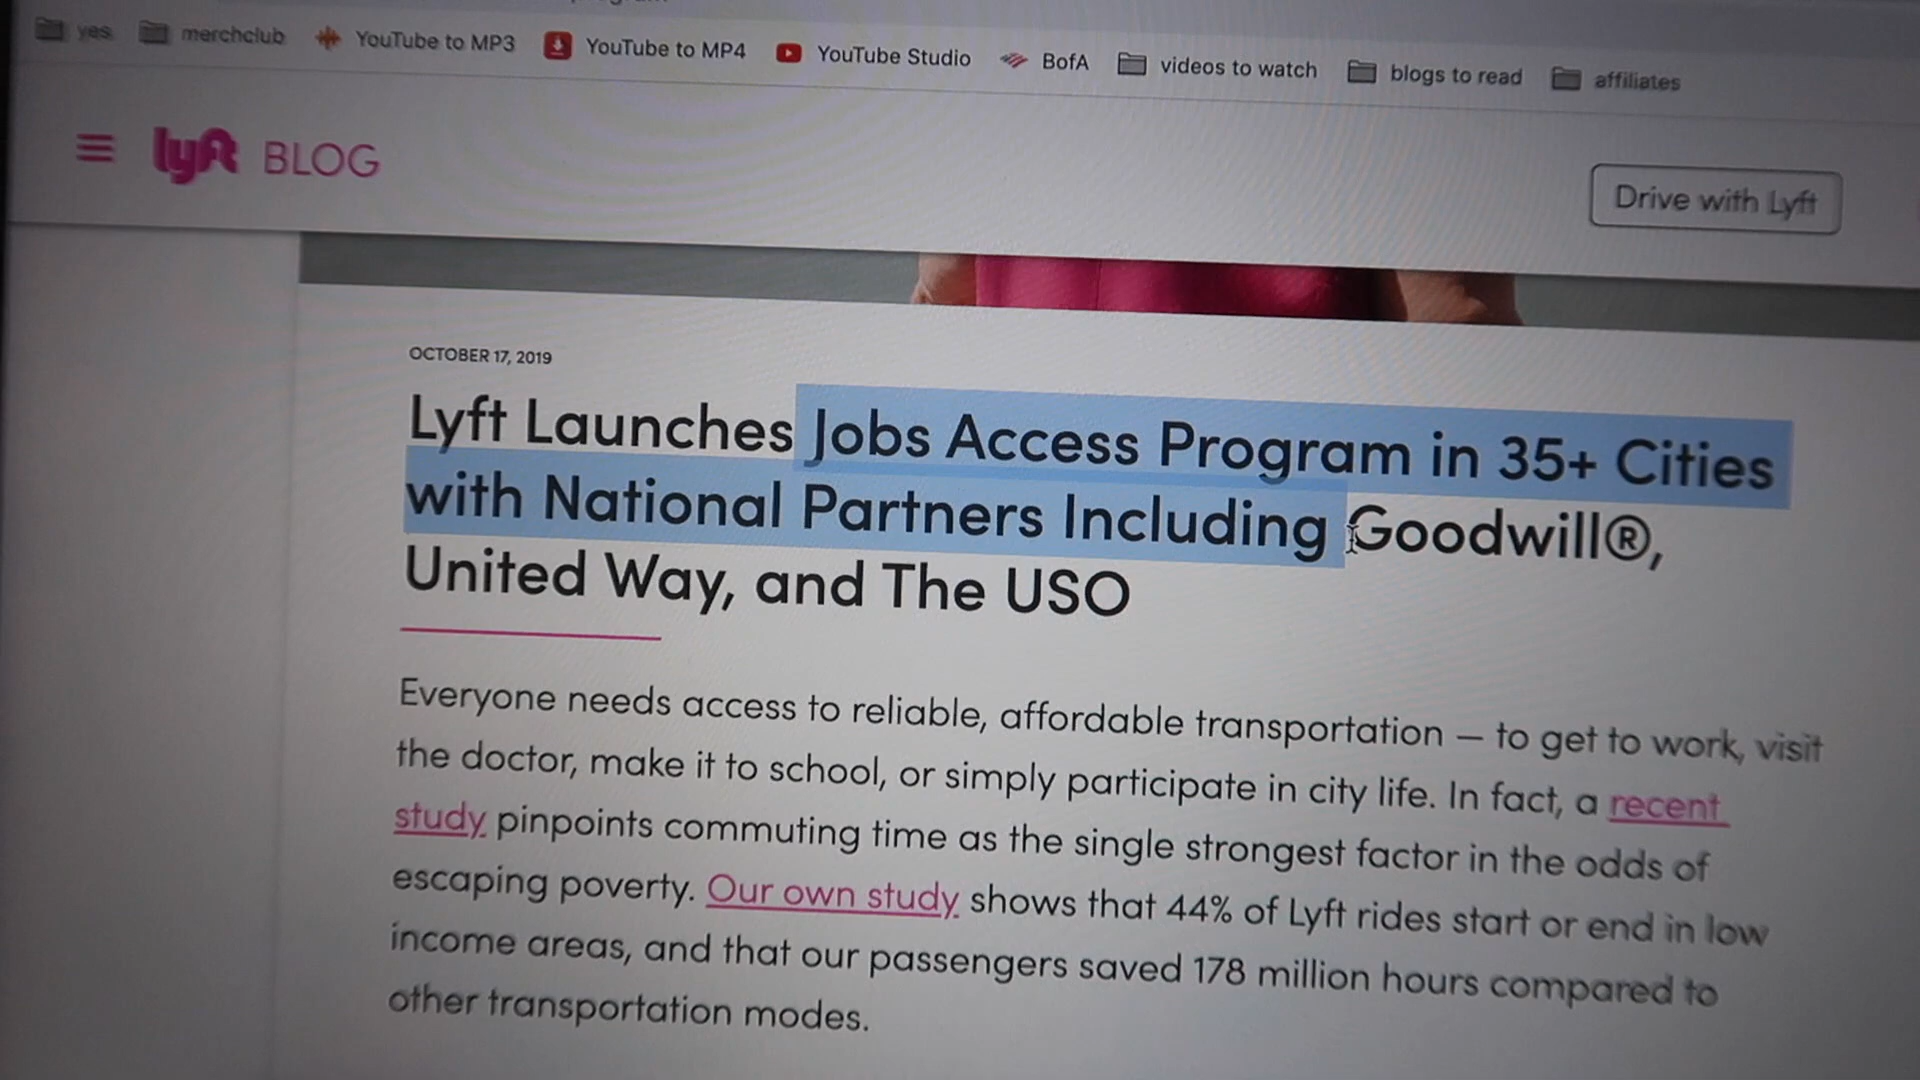 yes merchclub YouTube to MP3 YouTube to MP4 YouTube Studio BofA videos to watch blogs to read affiliates
lyft BLOG
Drive with Lyft
OCTOBER 17, 2019
Lyft Launches Jobs Access Program in 35+ Cities
with National Partners Including Goodwill®,
United Way, and The USO
Everyone needs access to reliable, affordable transportation — to get to work, visit
the doctor, make it to school, or simply participate in city life. In fact, a recent
study pinpoints commuting time as the single strongest factor in the odds of
escaping poverty. Our own study shows that 44% of Lyft rides start or end in low
income areas, and that our passengers saved 178 million hours compared to
other transportation modes.